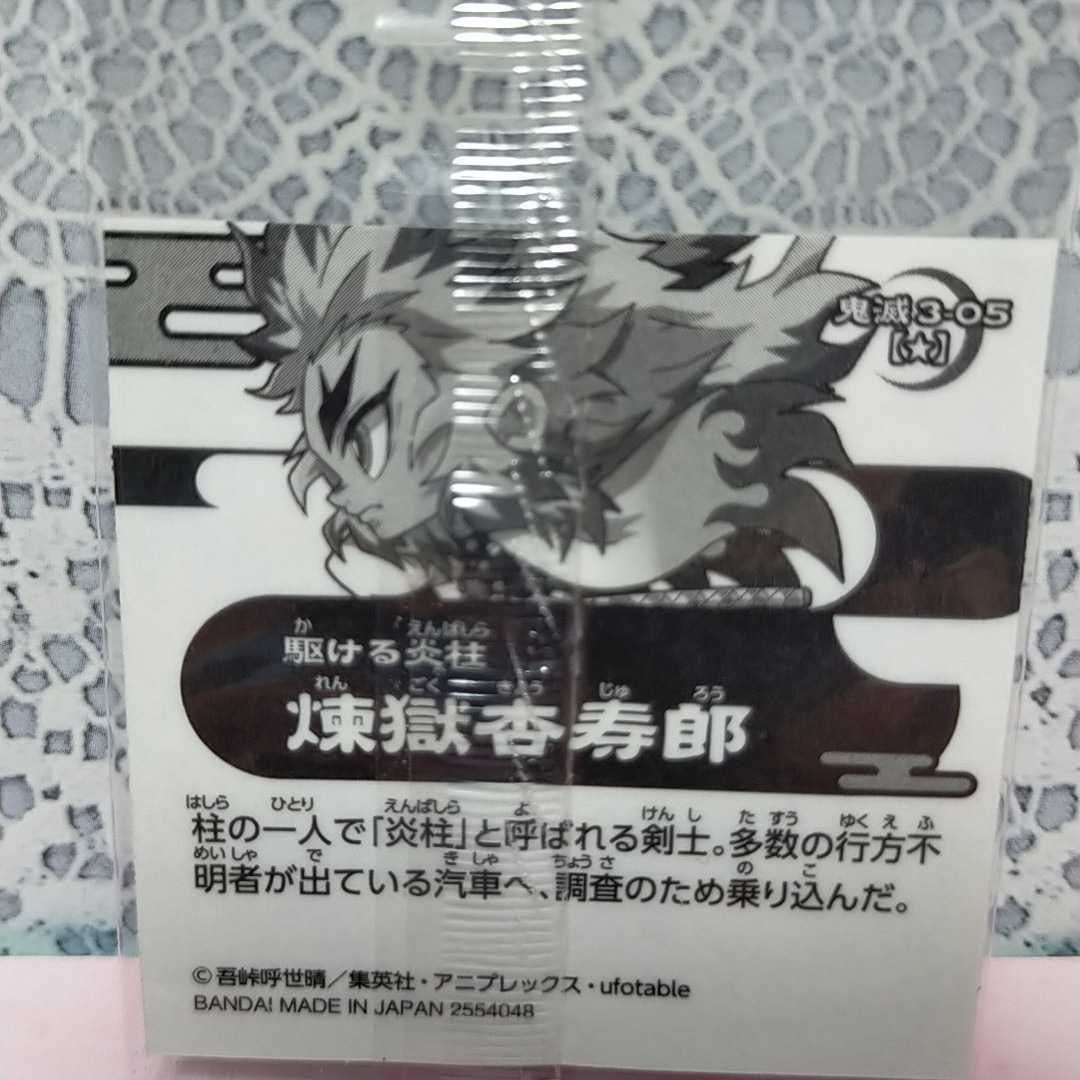 鬼滅3-05
[★]
駆ける炎柱
煉獄杏寿郎
柱の一人で「炎柱」と呼ばれる剣士。多数の行方不
明者が出ている汽車へ、調査のため乗り込んだ。
©吾峠呼世晴／集英社・アニプレックス・ufotable
BANDAI MADE IN JAPAN 2554048